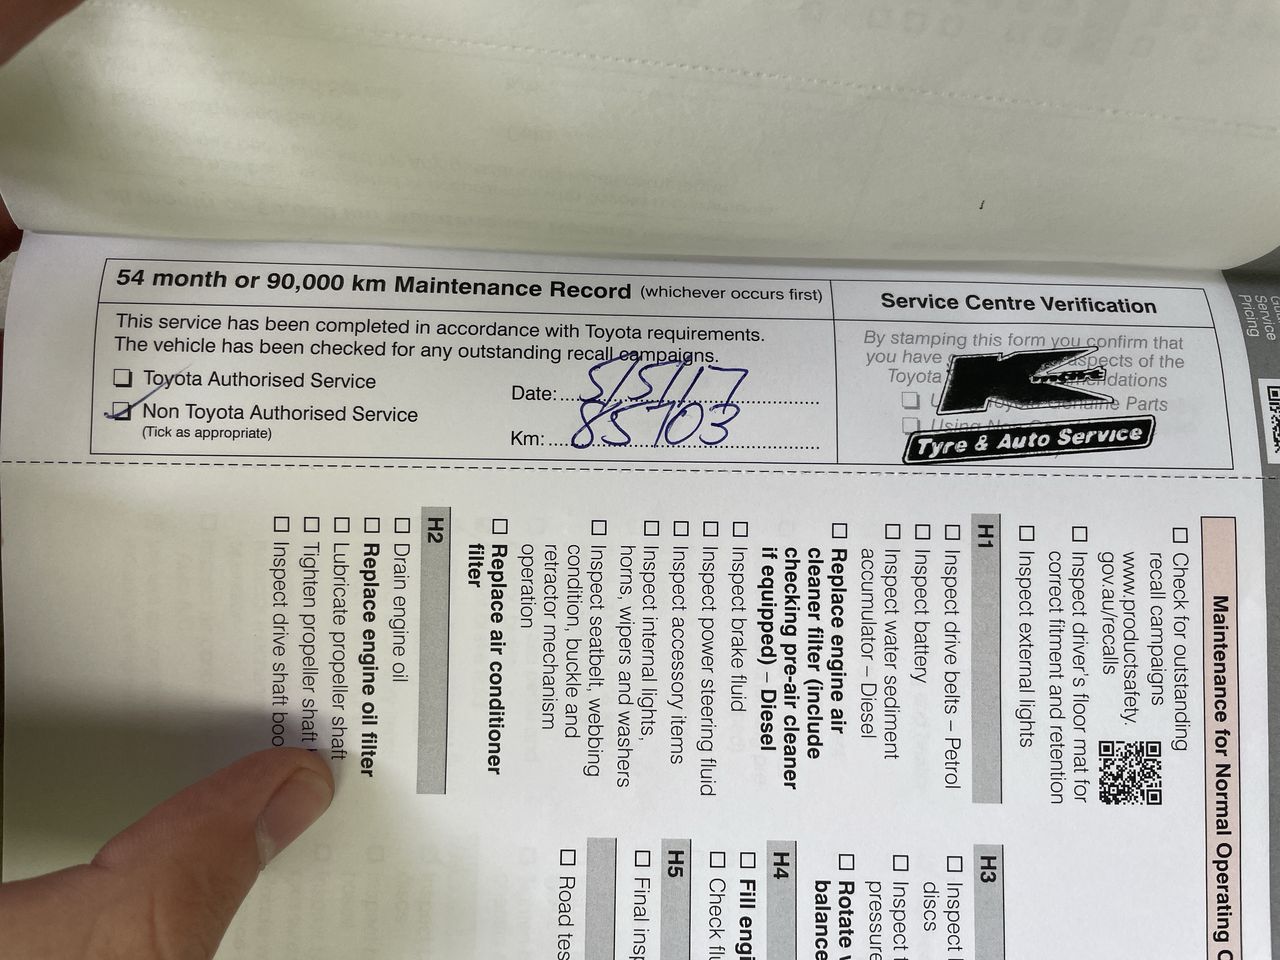 54 month or 90,000 km Maintenance Record (whichever occurs first)
This service has been completed in accordance with Toyota requirements.
The vehicle has been checked for any outstanding recall campaigns.
Toyota Authorised Service
Non Toyota Authorised Service
(Tick as appropriate)
Date: 5/5/17
Km: 85703
Service Centre Verification
By stamping this form you confirm that
you have aspects of the
Toyota
Parts
Using
K
Tyre & Auto Service
Service
Pricing
Maintenance for Normal Operating
Check for outstanding
recall campaigns
www.productsafety.
gov.au/recalls
Inspect driver's floor mat for
correct fitment and retention
Inspect external lights
H1
Inspect drive belts – Petrol
Inspect battery
Inspect water sediment
accumulator – Diesel
Replace engine air
cleaner filter (include
checking pre-air cleaner
if equipped) – Diesel
Inspect brake fluid
Inspect power steering fluid
Inspect accessory items
Inspect internal lights,
horns, wipers and washers
Inspect seatbelt, webbing
condition, buckle and
retractor mechanism
operation
Replace air conditioner
filter
H2
Drain engine oil
Replace engine oil filter
Lubricate propeller shaft
Tighten propeller shaft
Inspect drive shaft boo
H3
Inspect
discs
Inspect
pressure
Rotate
balance
H4
Fill engi
Check flu
H5
Final insp
Road tes